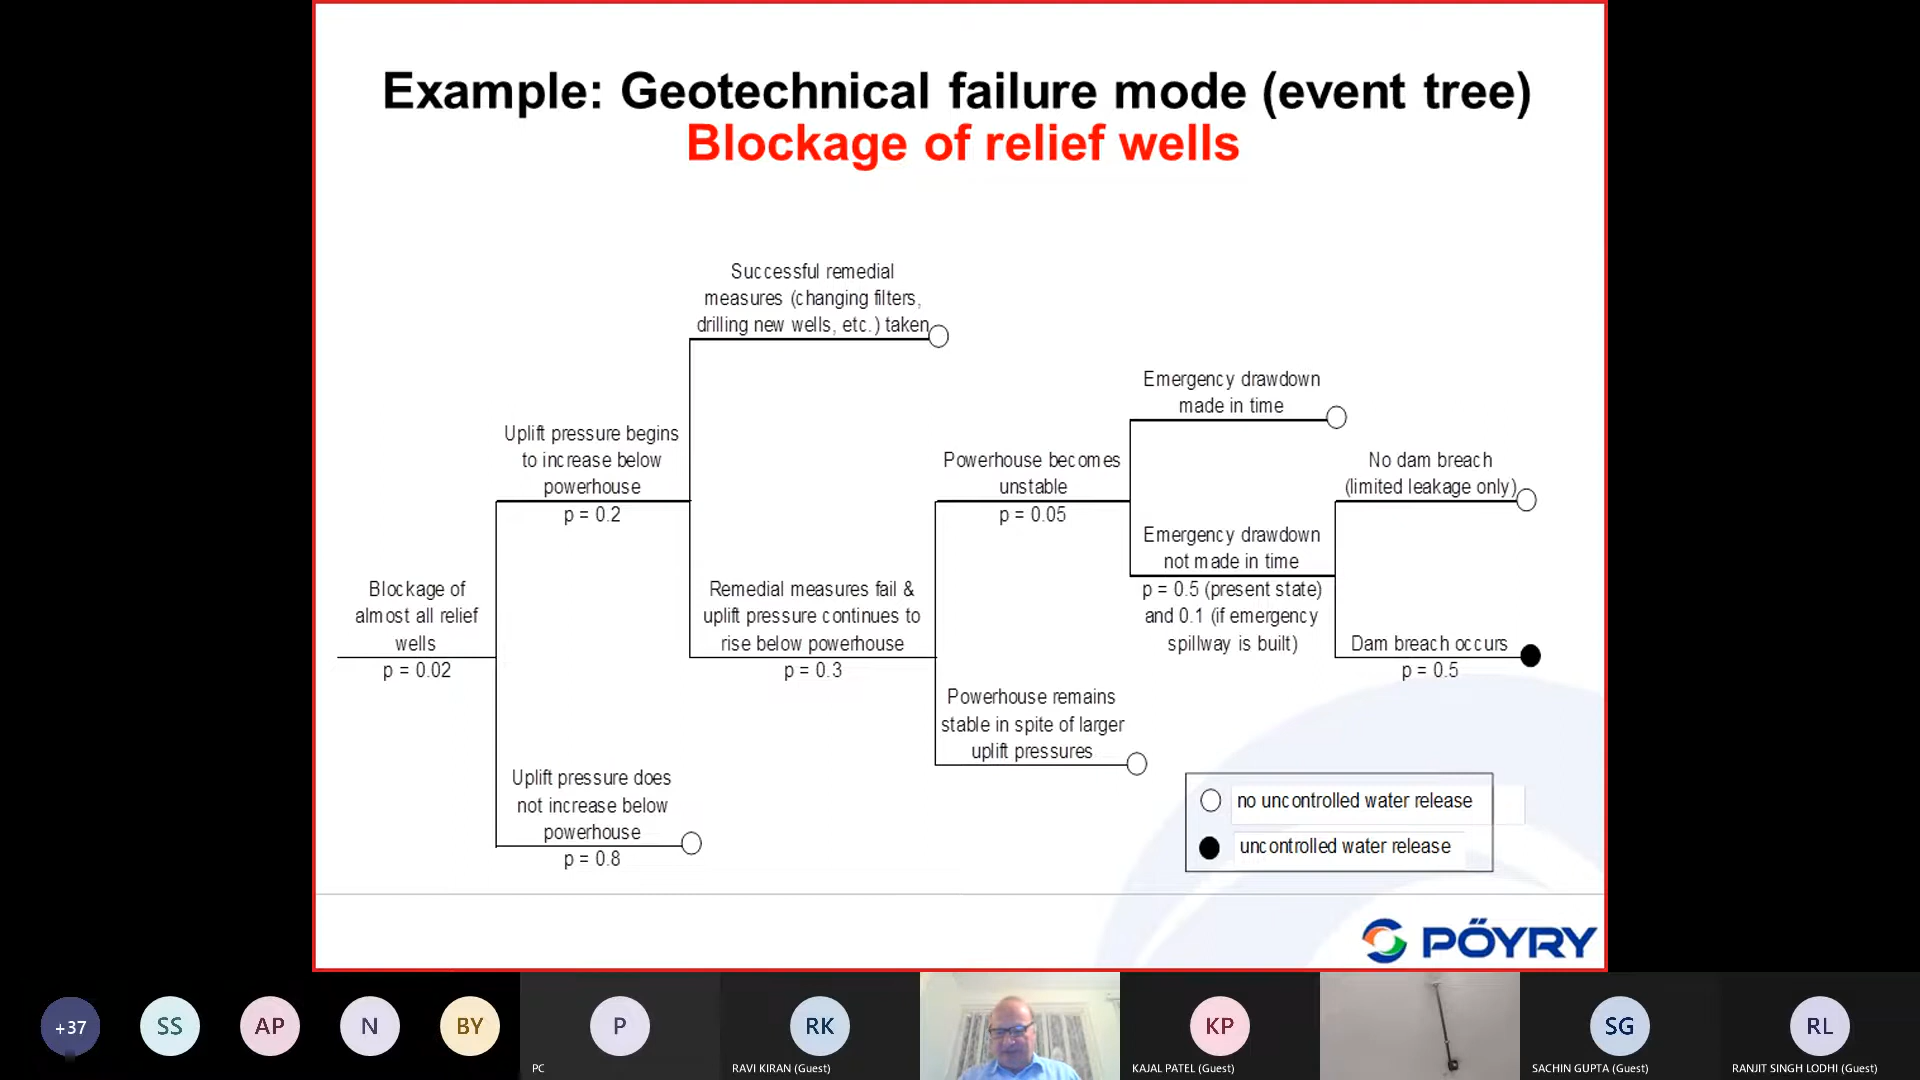 Example: Geotechnical failure mode (event tree)
Blockage of relief wells
Successful remedial
measures (changing filters,
drilling new wells, etc.) taken
Emergency drawdown
made in time
Uplift pressure begins
to increase below
powerhouse
p = 0.2
Powerhouse becomes
unstable
p = 0.05
No dam breach
(limited leakage only)
Emergency drawdown
not made in time
p = 0.5 (present state)
and 0.1 (if emergency
spillway is built)
Blockage of
almost all relief
wells
p = 0.02
Remedial measures fail &
uplift pressure continues to
rise below powerhouse
p = 0.3
Dam breach occurs
p = 0.5
Powerhouse remains
stable in spite of larger
uplift pressures
Uplift pressure does
not increase below
powerhouse
p = 0.8
no uncontrolled water release
uncontrolled water release
PÖYRY
+37
SS
AP
N
BY
P
PC
RK
RAVI KIRAN (Guest)
KP
KAJAL PATEL (Guest)
SG
SACHIN GUPTA (Guest)
RL
RANJIT SINGH LODHI (Guest)